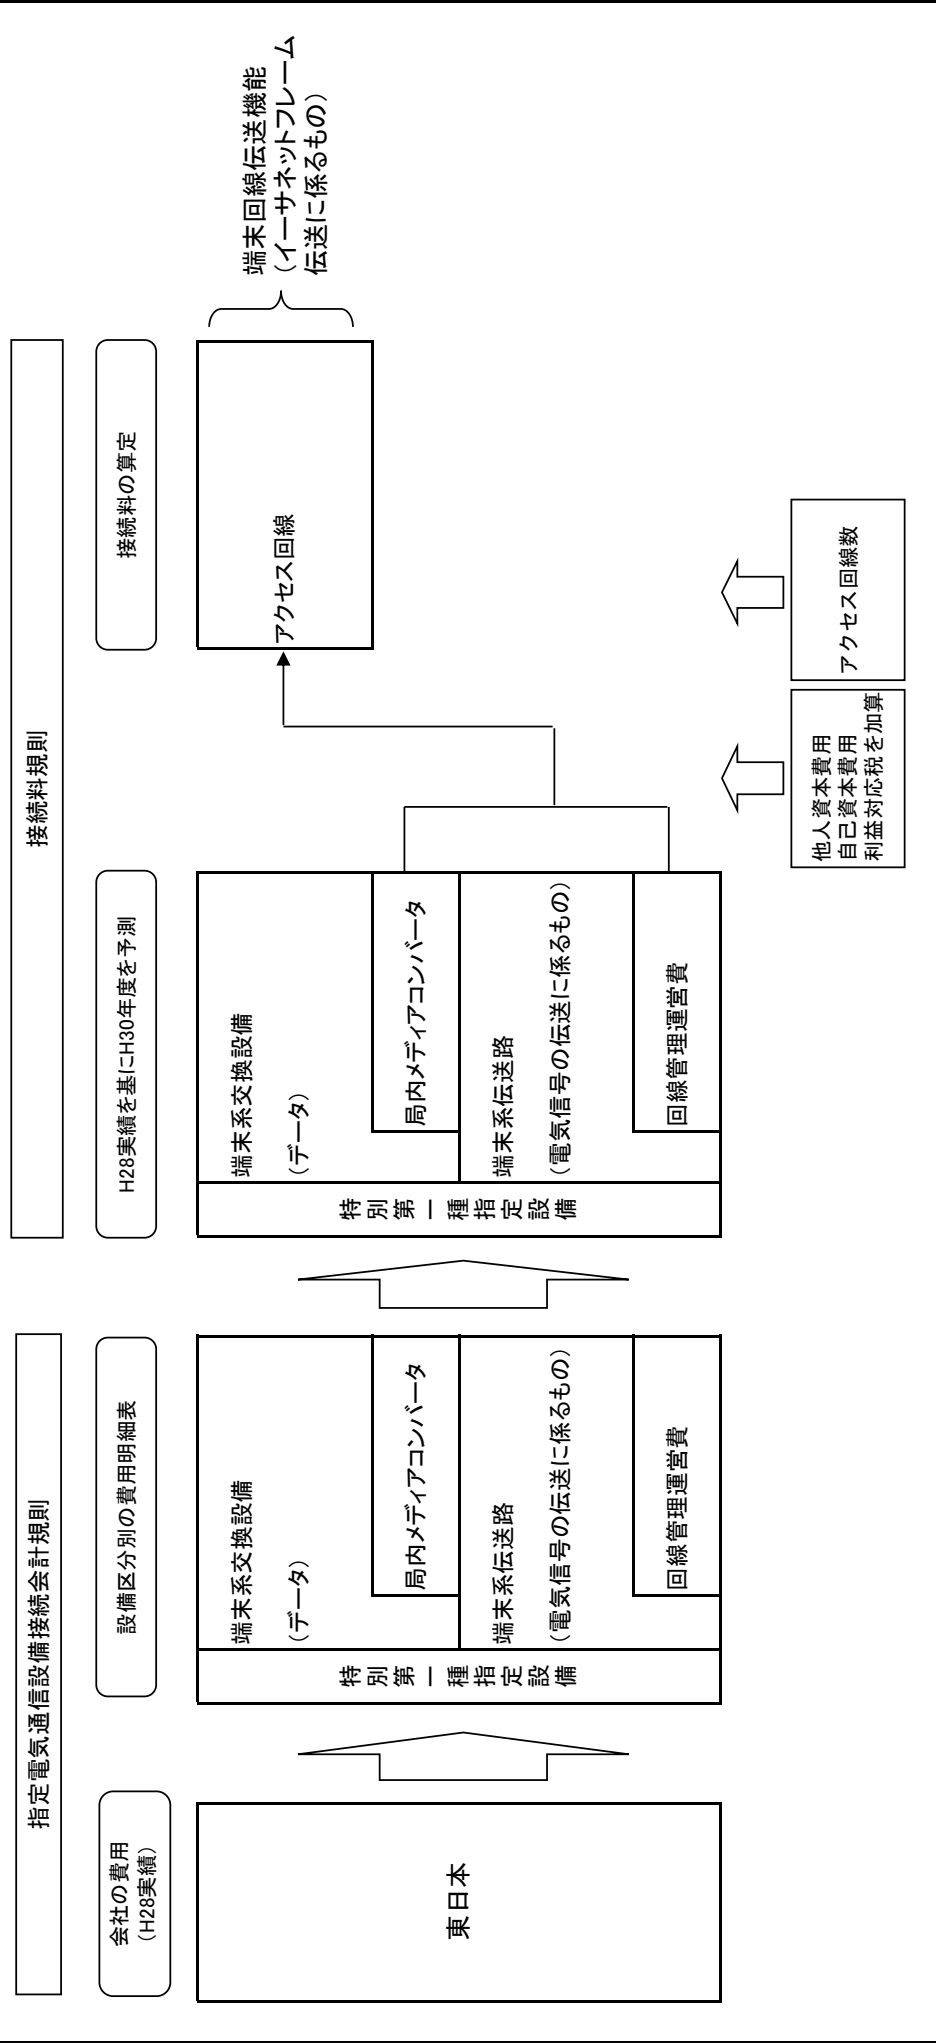 指定電気通信設備接続会計規則
接続料規則
会社の費用
（H28実績）
設備区分別の費用明細表
H28実績を基にH30年度を予測
接続料の算定
東日本
特別第一種指定設備
端末系交換設備
（データ）
局内メディアコンバータ
端末系伝送路
（電気信号の伝送に係るもの）
回線管理運営費
特別第一種指定設備
端末系交換設備
（データ）
局内メディアコンバータ
端末系伝送路
（電気信号の伝送に係るもの）
回線管理運営費
アクセス回線
端末回線伝送機能
（イーサネットフレーム
伝送に係るもの）
他人資本費用
自己資本費用
利益対応税を加算
アクセス回線数